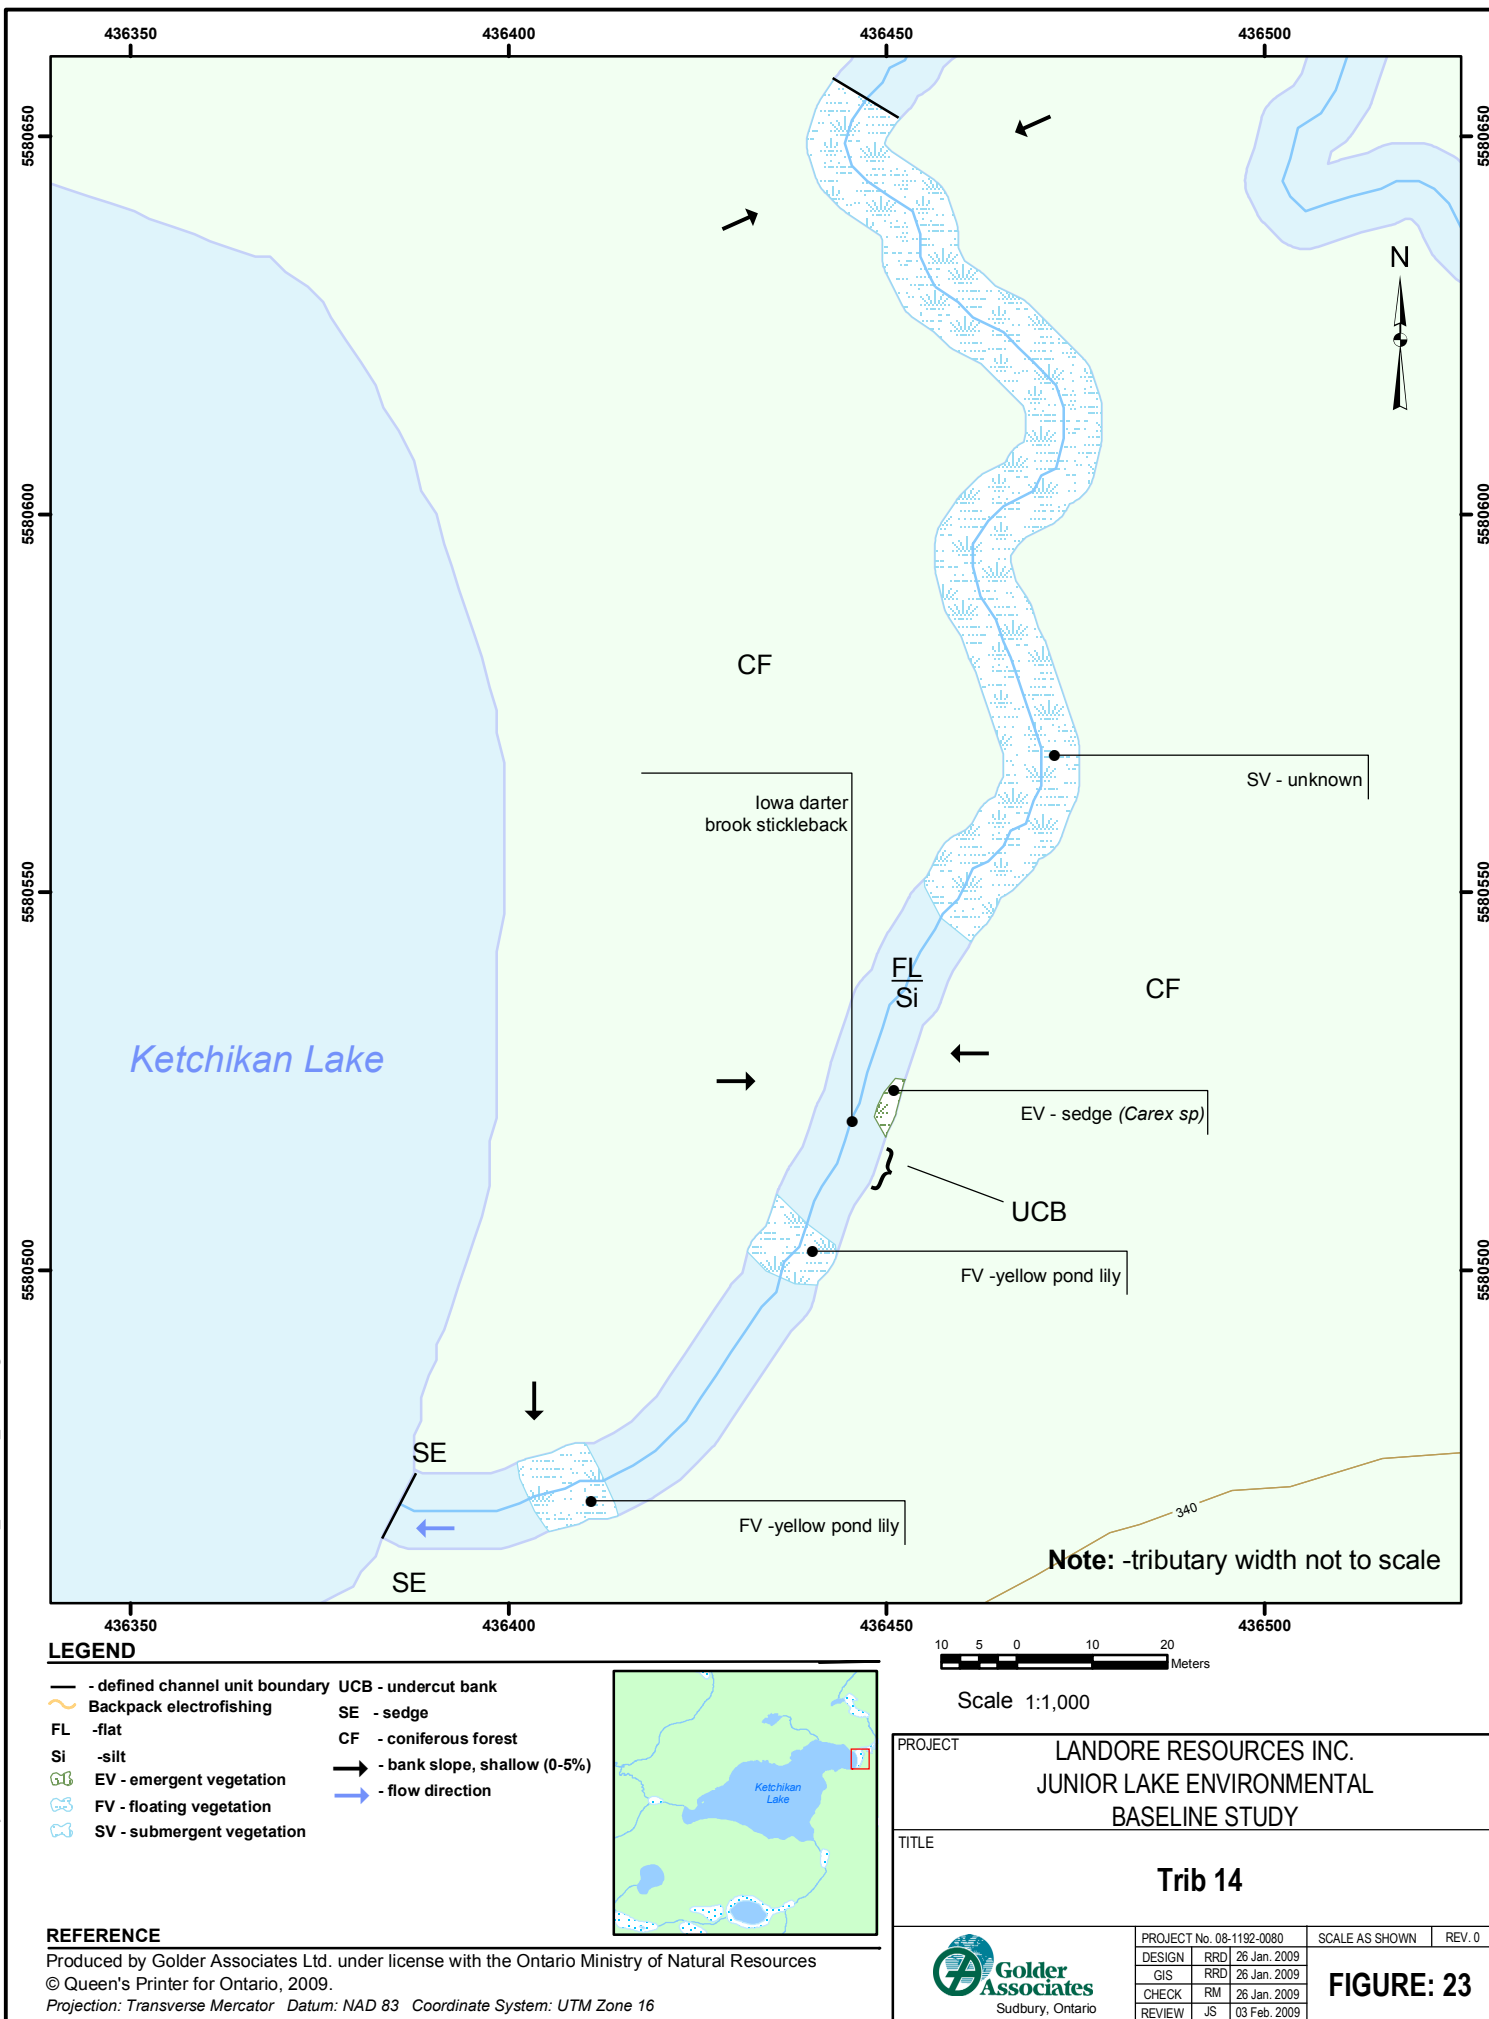 436350
436400
436450
436500
5580650
5580650
N
5580600
5580600
CF
SV - unknown
Iowa darter
brook stickleback
5580550
5580550
FL
Si
CF
Ketchikan Lake
EV - sedge (Carex sp)
UCB
5580500
5580500
FV -yellow pond lily
SE
FV -yellow pond lily
340
Note: -tributary width not to scale
SE
436350
436400
436450
436500
LEGEND
- defined channel unit boundary
Backpack electrofishing
FL -flat
Si -silt
EV - emergent vegetation
FV - floating vegetation
SV - submergent vegetation
UCB - undercut bank
SE - sedge
CF - coniferous forest
- bank slope, shallow (0-5%)
- flow direction
Ketchikan
Lake
10 5 0 10 20
Meters
Scale 1:1,000
PROJECT
LANDORE RESOURCES INC.
JUNIOR LAKE ENVIRONMENTAL
BASELINE STUDY
TITLE
Trib 14
REFERENCE
Produced by Golder Associates Ltd. under license with the Ontario Ministry of Natural Resources
© Queen's Printer for Ontario, 2009.
Projection: Transverse Mercator Datum: NAD 83 Coordinate System: UTM Zone 16
Golder
Associates
Sudbury, Ontario
PROJECT No. 08-1192-0080 SCALE AS SHOWN REV. 0
DESIGN RRD 26 Jan. 2009
GIS RRD 26 Jan. 2009
CHECK RM 26 Jan. 2009
REVIEW JS 03 Feb. 2009
FIGURE: 23